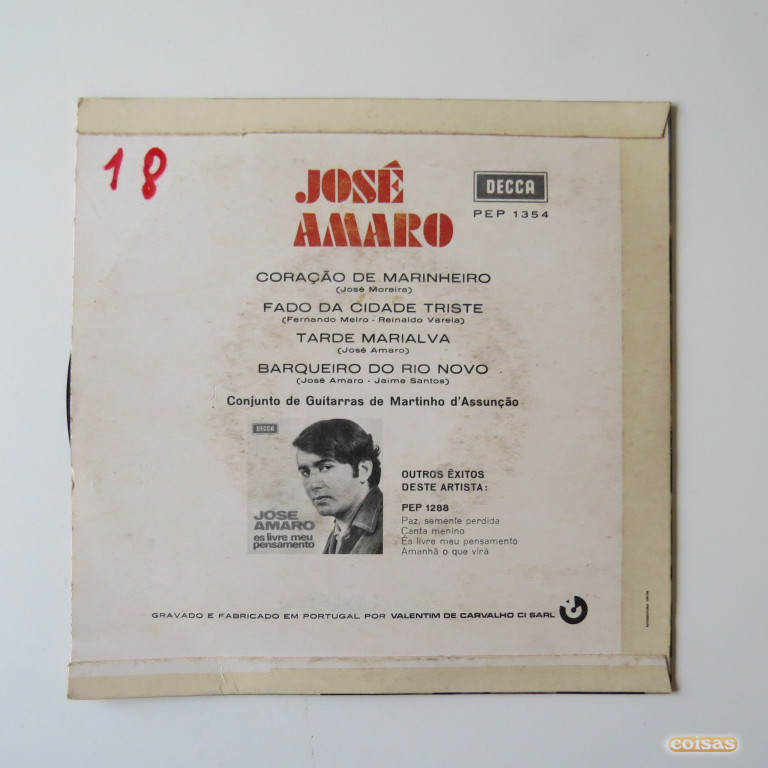 18
JOSÉ
AMARO
DECCA
PEP 1354
CORAÇÃO DE MARINHEIRO
(José Moreira)
FADO DA CIDADE TRISTE
(Fernando Melro - Reinaldo Varela)
TARDE MARIALVA
(José Amaro)
BARQUEIRO DO RIO NOVO
(José Amaro - Jaime Santos)
Conjunto de Guitarras de Martinho d'Assunção
DECCA
JOSÉ
AMARO
es livre meu
pensamento
OUTROS ÊXITOS
DESTE ARTISTA:
PEP 1288
Paz, semente perdida
Canta menino
És livre meu pensamento
Amanhã o que virá
GRAVADO E FABRICADO EM PORTUGAL POR VALENTIM DE CARVALHO CI SARL
coisas